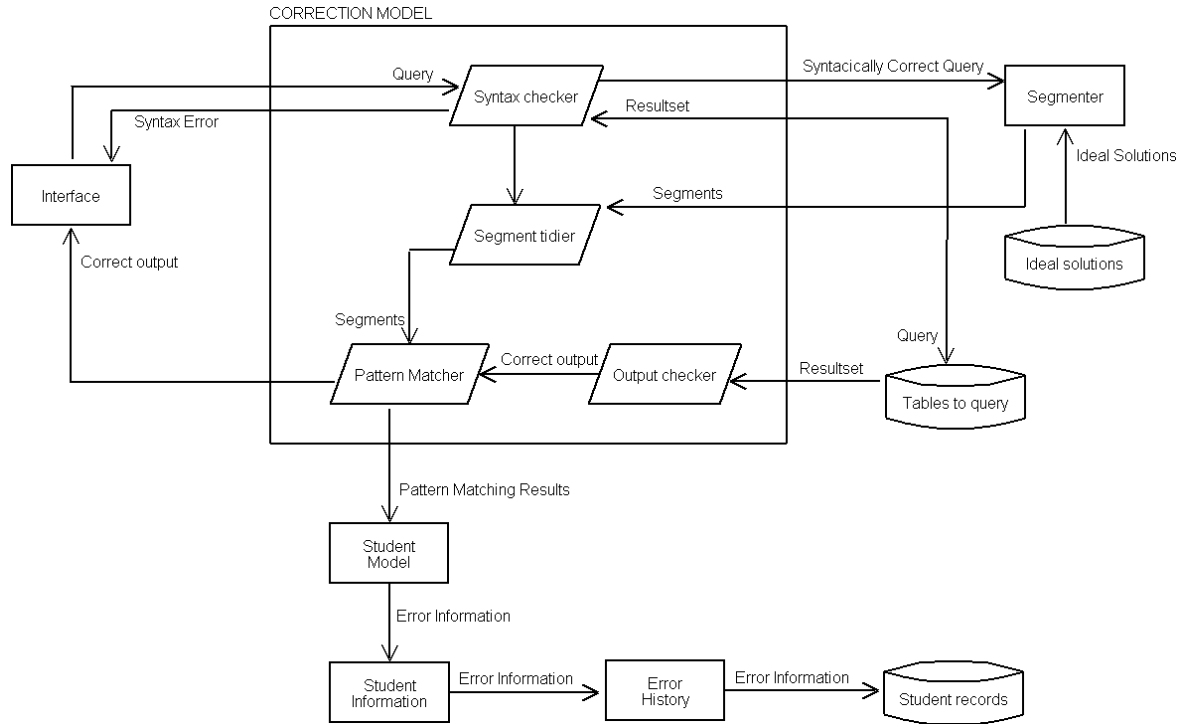 CORRECTION MODEL
Query
Syntacically Correct Query
Syntax checker
Segmenter
Resultset
Syntax Error
Ideal Solutions
Interface
Segments
Segment tidier
Correct output
Ideal solutions
Segments
Query
Correct output
Resultset
Pattern Matcher
Output checker
Tables to query
Pattern Matching Results
Student
Model
Error Information
Error Information
Error Information
Student
Information
Error
History
Student records